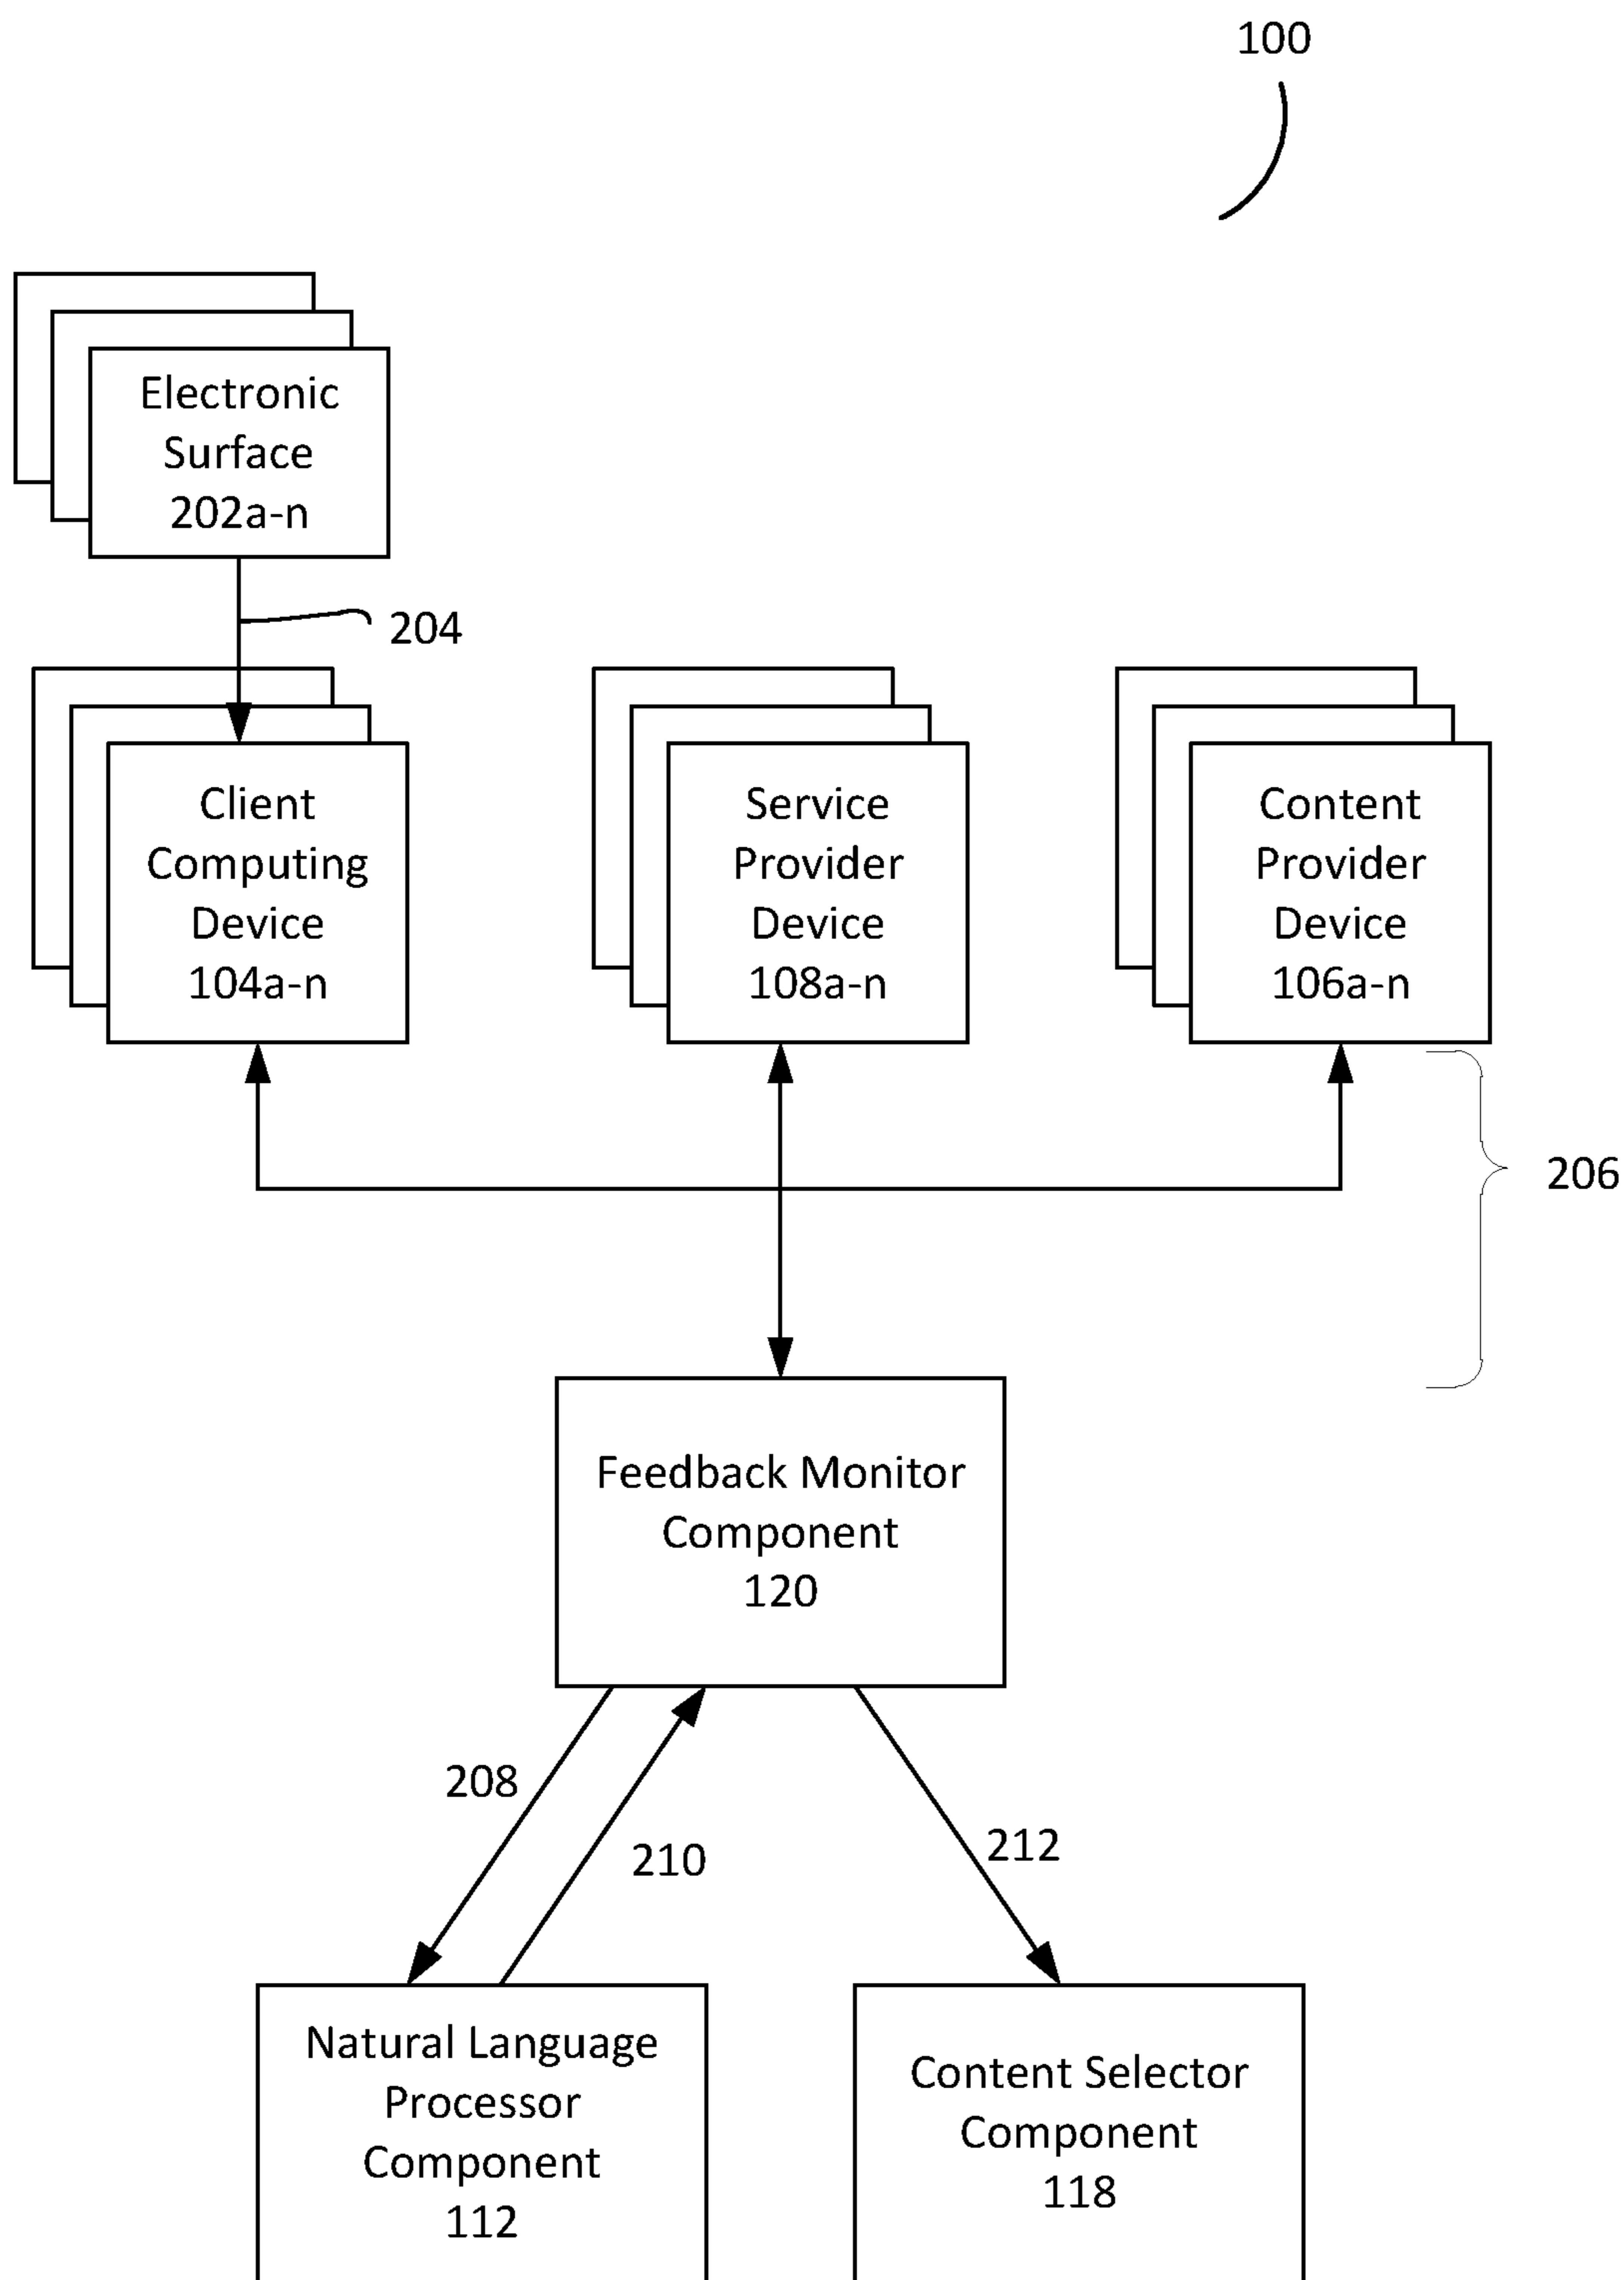 100
Electronic
Surface
202a-n
204
Client
Computing
Device
104a-n
Service
Provider
Device
108a-n
Content
Provider
Device
106a-n
206
Feedback Monitor
Component
120
208
210
212
Natural Language
Processor
Component
112
Content Selector
Component
118